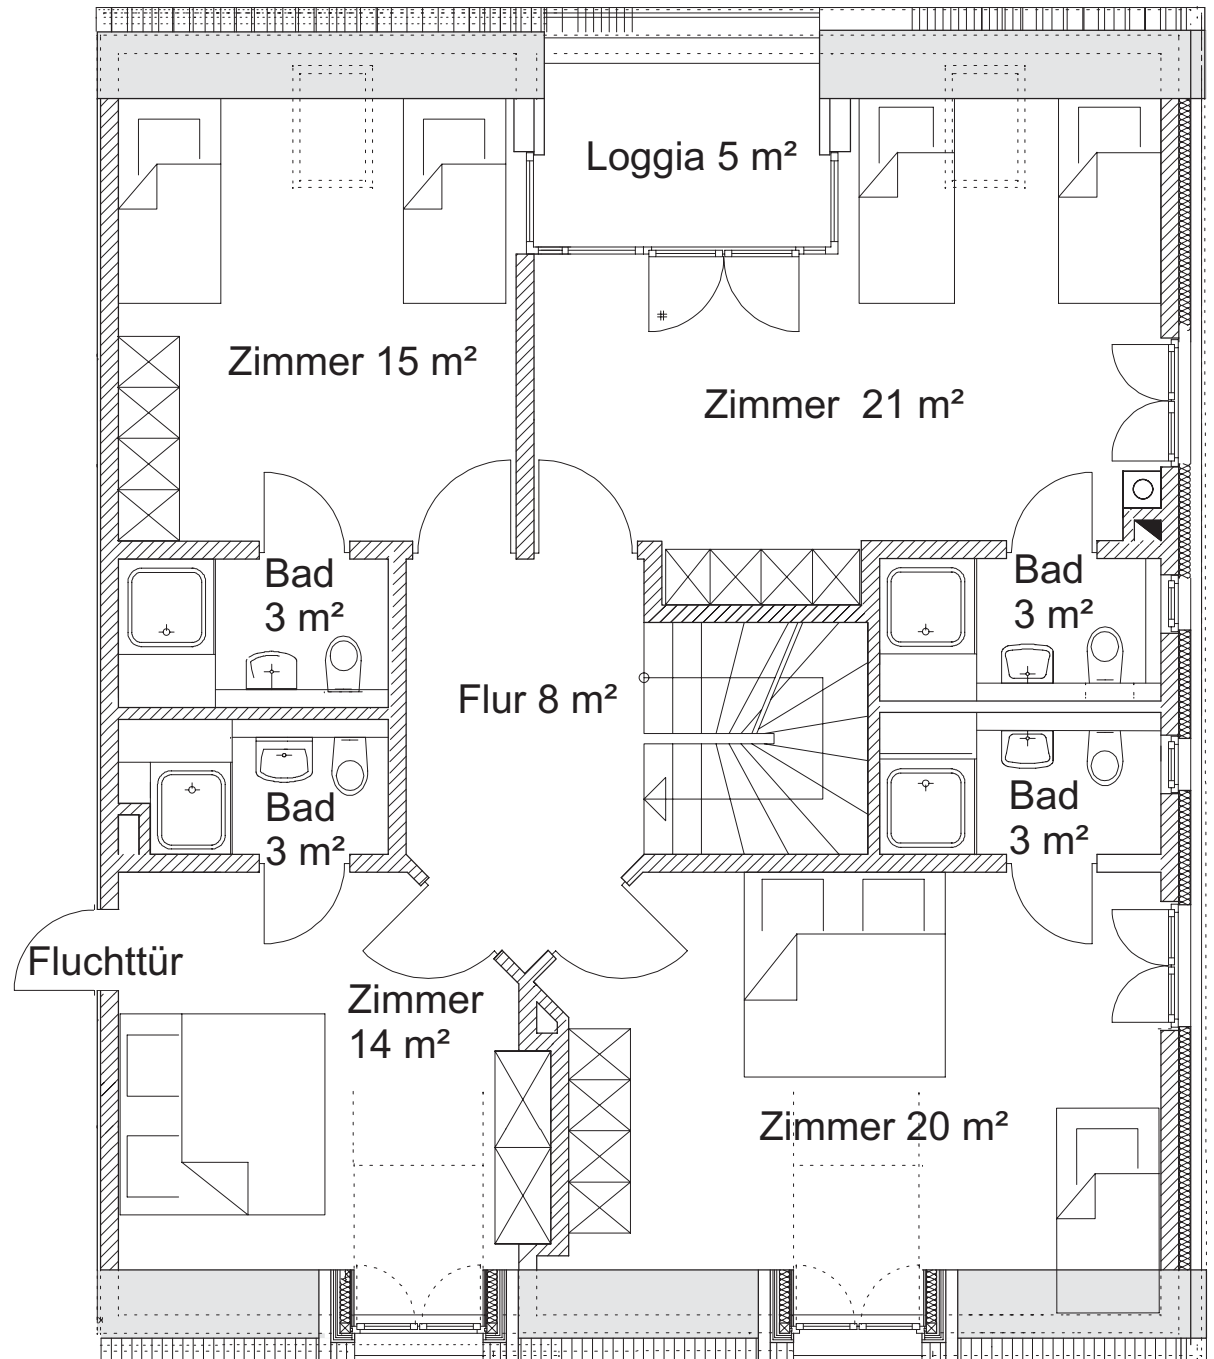 Loggia 5 m²
Zimmer 15 m²
Zimmer  21 m²
Bad
3 m²
Bad
3 m²
Flur 8 m²
Bad
3 m²
Bad
3 m²
Fluchttür
Zimmer
14 m²
Zimmer 20 m²